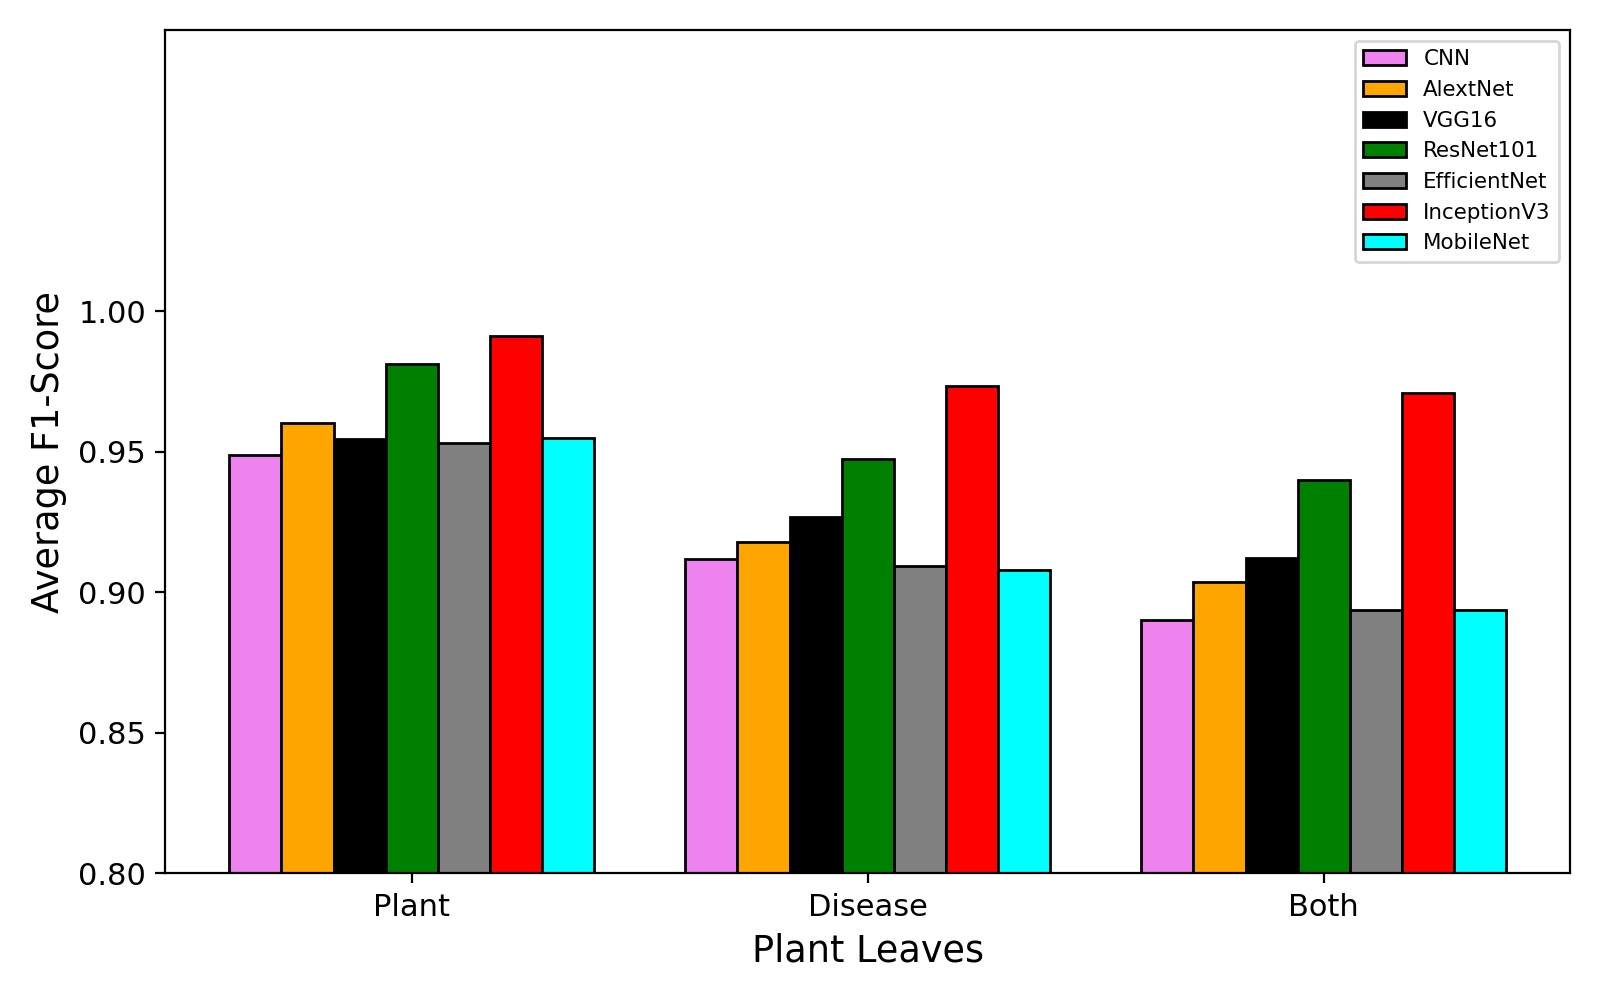 CNN
AlextNet
VGG16
ResNet101
EfficientNet
InceptionV3
MobileNet
Average F1-Score
1.00
0.95
0.90
0.85
0.80
Plant
Disease
Both
Plant Leaves